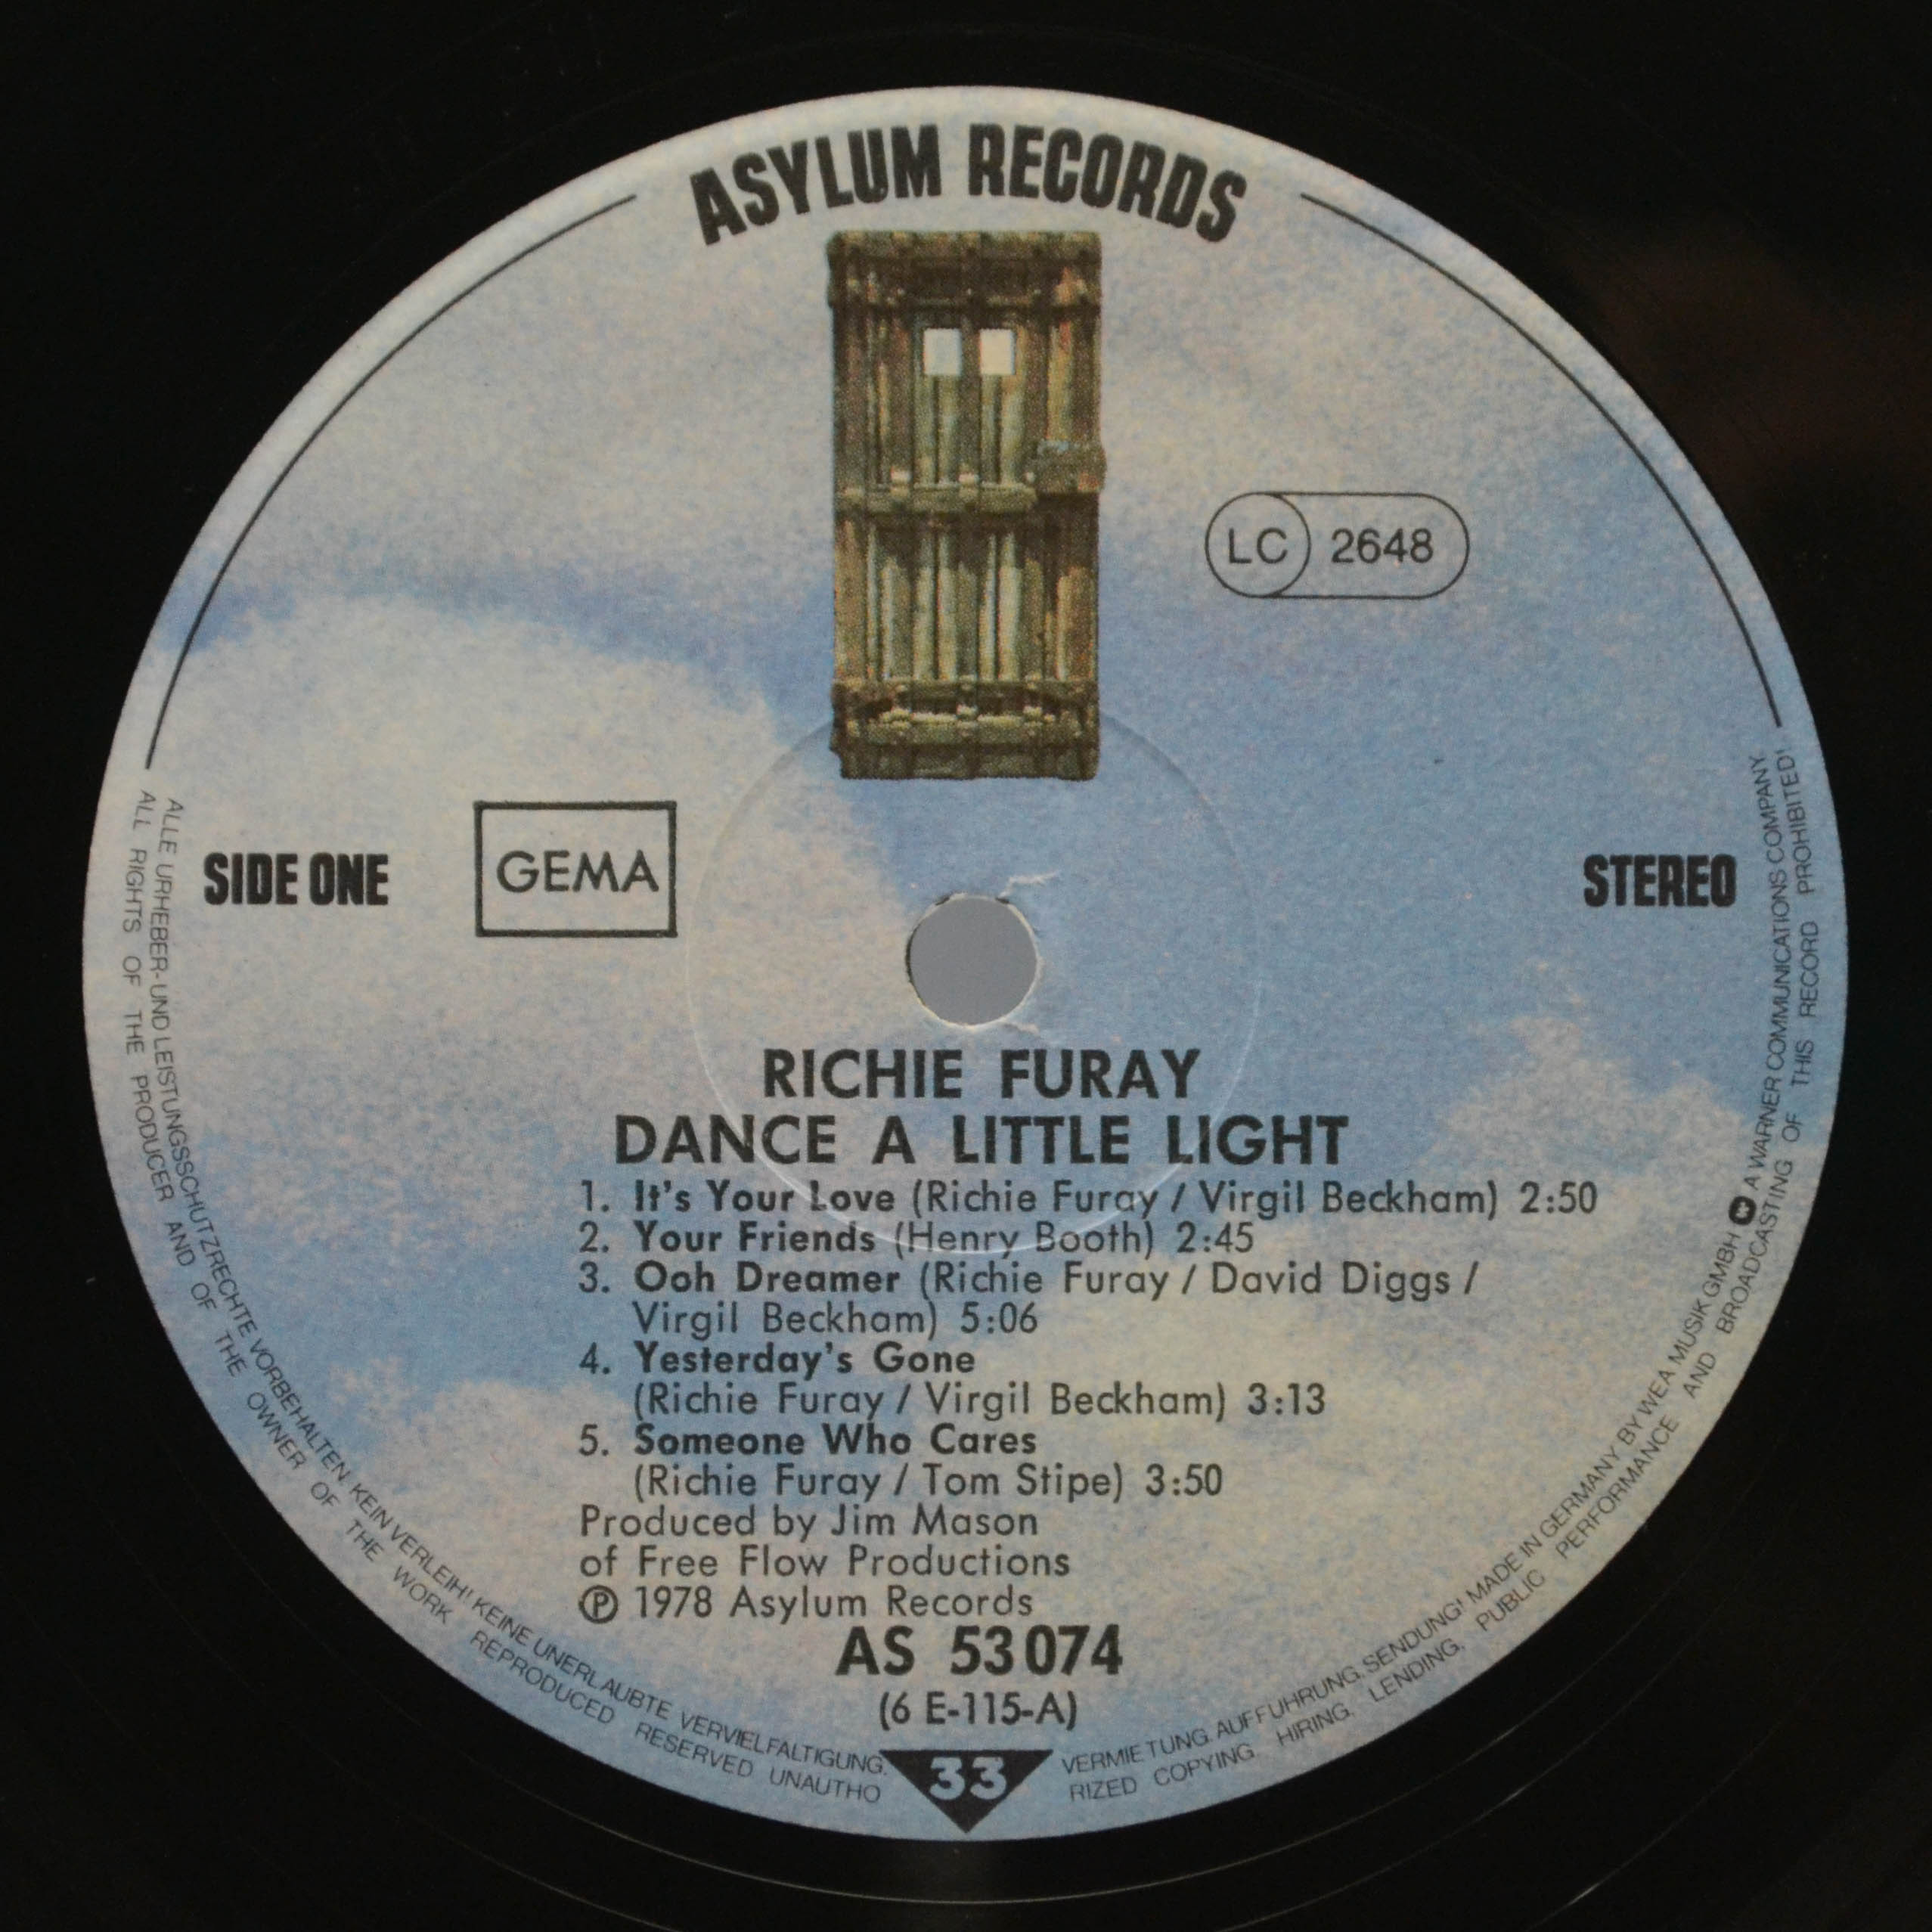 ASYLUM RECORDS
LC 2648
SIDE ONE
GEMA
STEREO
RICHIE FURAY
DANCE A LITTLE LIGHT
1. It's Your Love (Richie Furay / Virgil Beckham) 2:50
2. Your Friends (Henry Booth) 2:45
3. Ooh Dreamer (Richie Furay / David Diggs /
Virgil Beckham) 5:06
4. Yesterday's Gone
(Richie Furay / Virgil Beckham) 3:13
5. Someone Who Cares
(Richie Furay / Tom Stipe) 3:50
Produced by Jim Mason
of Free Flow Productions
℗ 1978 Asylum Records
AS 53 074
(6 E-115-A)
33
ALLE URHEBER- UND LEISTUNGSSCHUTZRECHTE VORBEHALTEN. KEIN VERLEIH! KEINE UNERLAUBTE VERVIELFALTIGUNG. VERMIETUNG. AUFFUHRUNG. SENDUNG! MADE IN GERMANY BY WEA MUSIK GMBH W A WARNER COMMUNICATIONS COMPANY
ALL RIGHTS OF THE PRODUCER AND OF THE OWNER OF THE WORK REPRODUCED RESERVED UNAUTHORIZED COPYING. HIRING. LENDING. PUBLIC PERFORMANCE AND BROADCASTING OF THIS RECORD PROHIBITED!